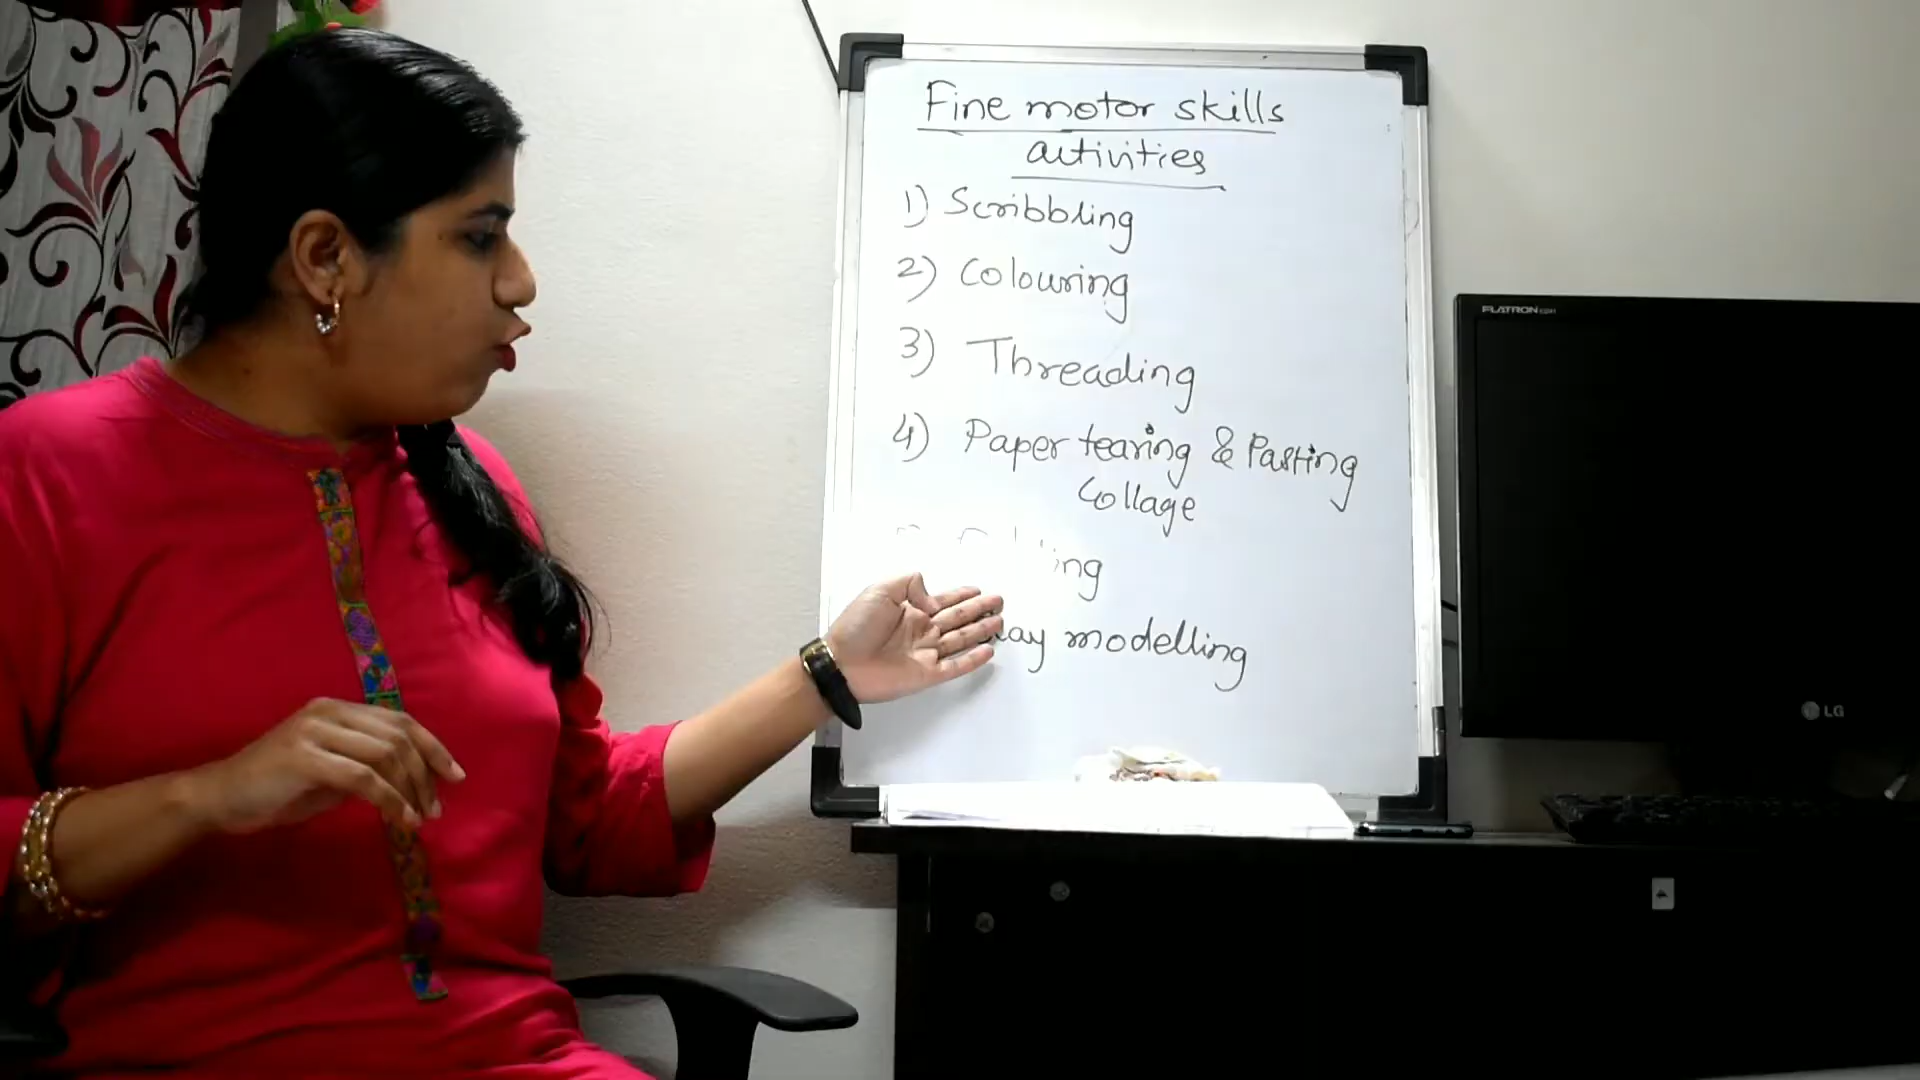 Fine motor skills
activities
1) Scribbling
2) Colouring
3) Threading
4) Paper tearing & Pasting
Collage
modelling
FLATRON
LG